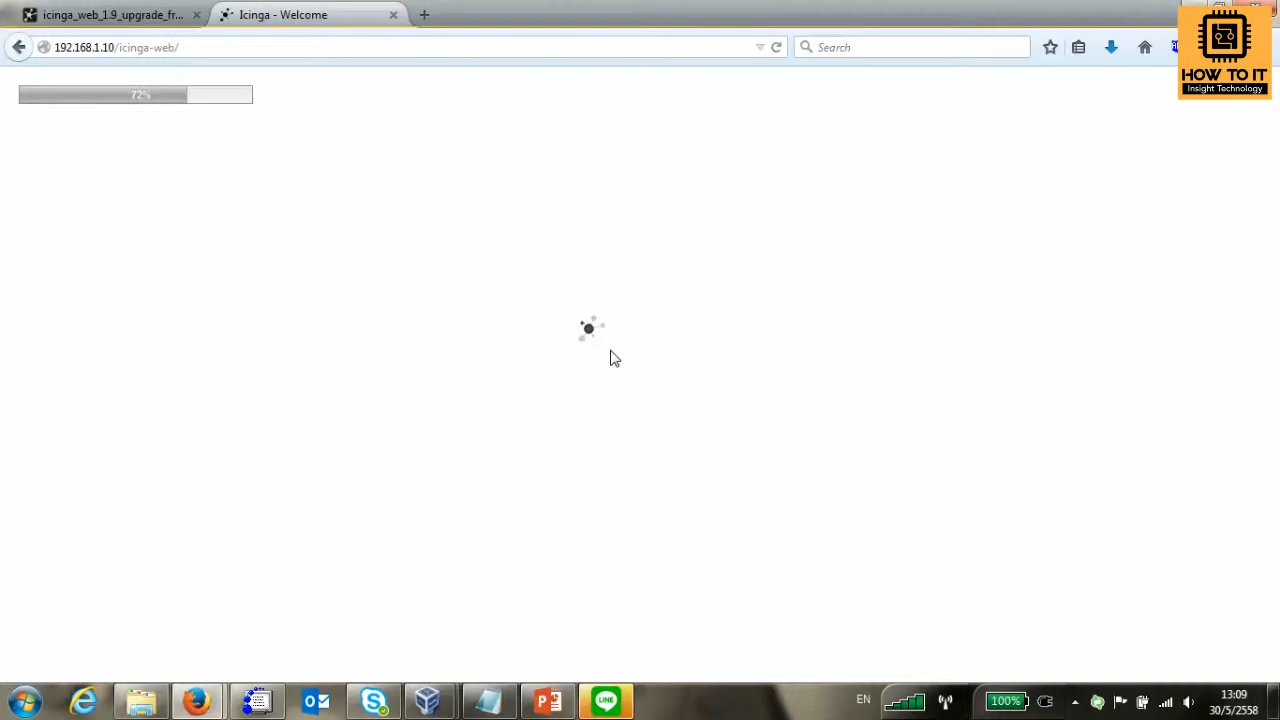 icinga_web_1.9_upgrade_fr...
Icinga - Welcome
192.168.1.10/icinga-web/
Search
HOW TO IT
Insight Technology
72%
EN
100%
13:09
30/5/2558